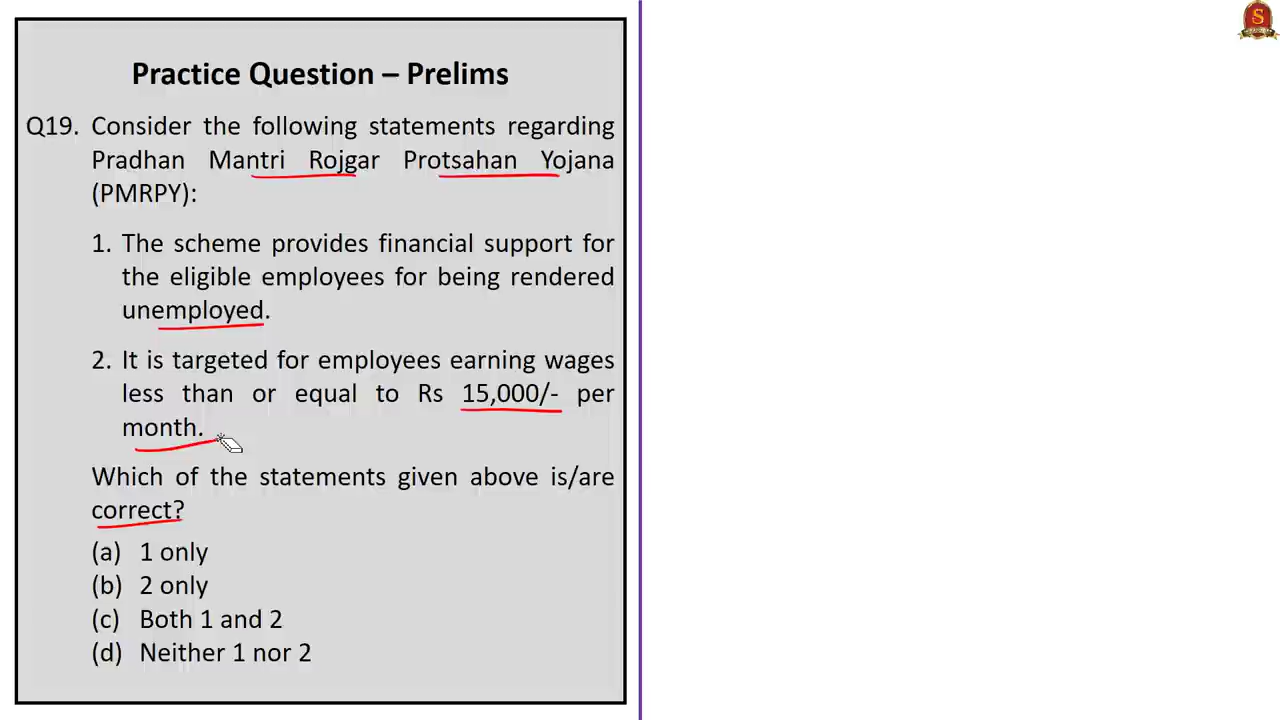 Practice Question – Prelims
Q19. Consider the following statements regarding
Pradhan Mantri Rojgar Protsahan Yojana
(PMRPY):
1. The scheme provides financial support for
the eligible employees for being rendered
unemployed.
2. It is targeted for employees earning wages
less than or equal to Rs 15,000/- per
month.
Which of the statements given above is/are
correct?
(a) 1 only
(b) 2 only
(c) Both 1 and 2
(d) Neither 1 nor 2
S